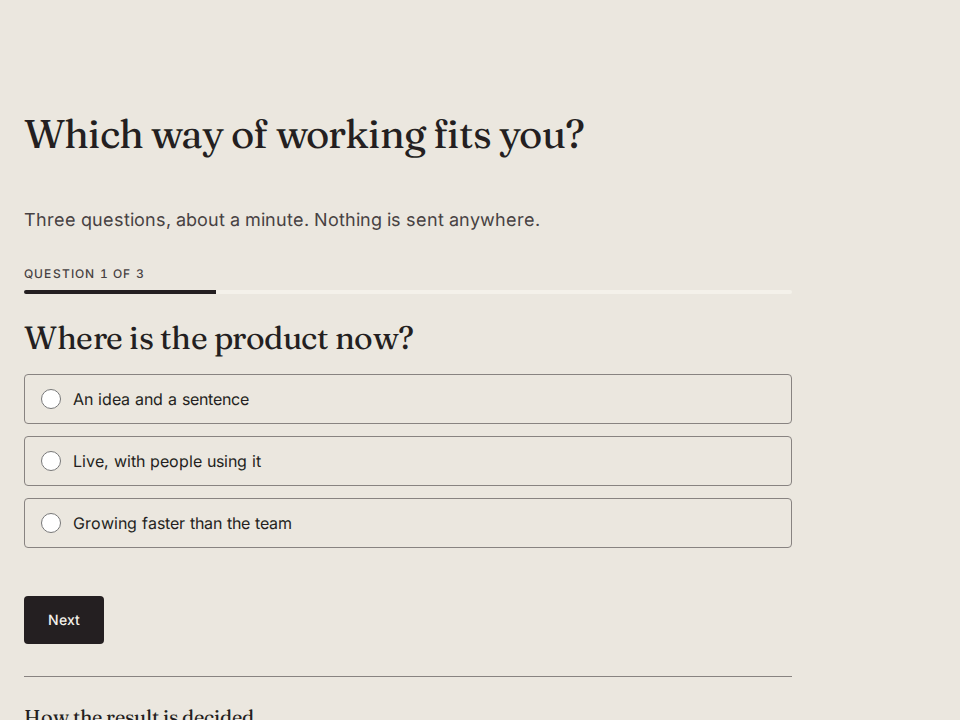 Which way of working fits you?
Three questions, about a minute. Nothing is sent anywhere.
QUESTION 1 OF 3
Where is the product now?
An idea and a sentence
Live, with people using it
Growing faster than the team
Next
How the result is decided